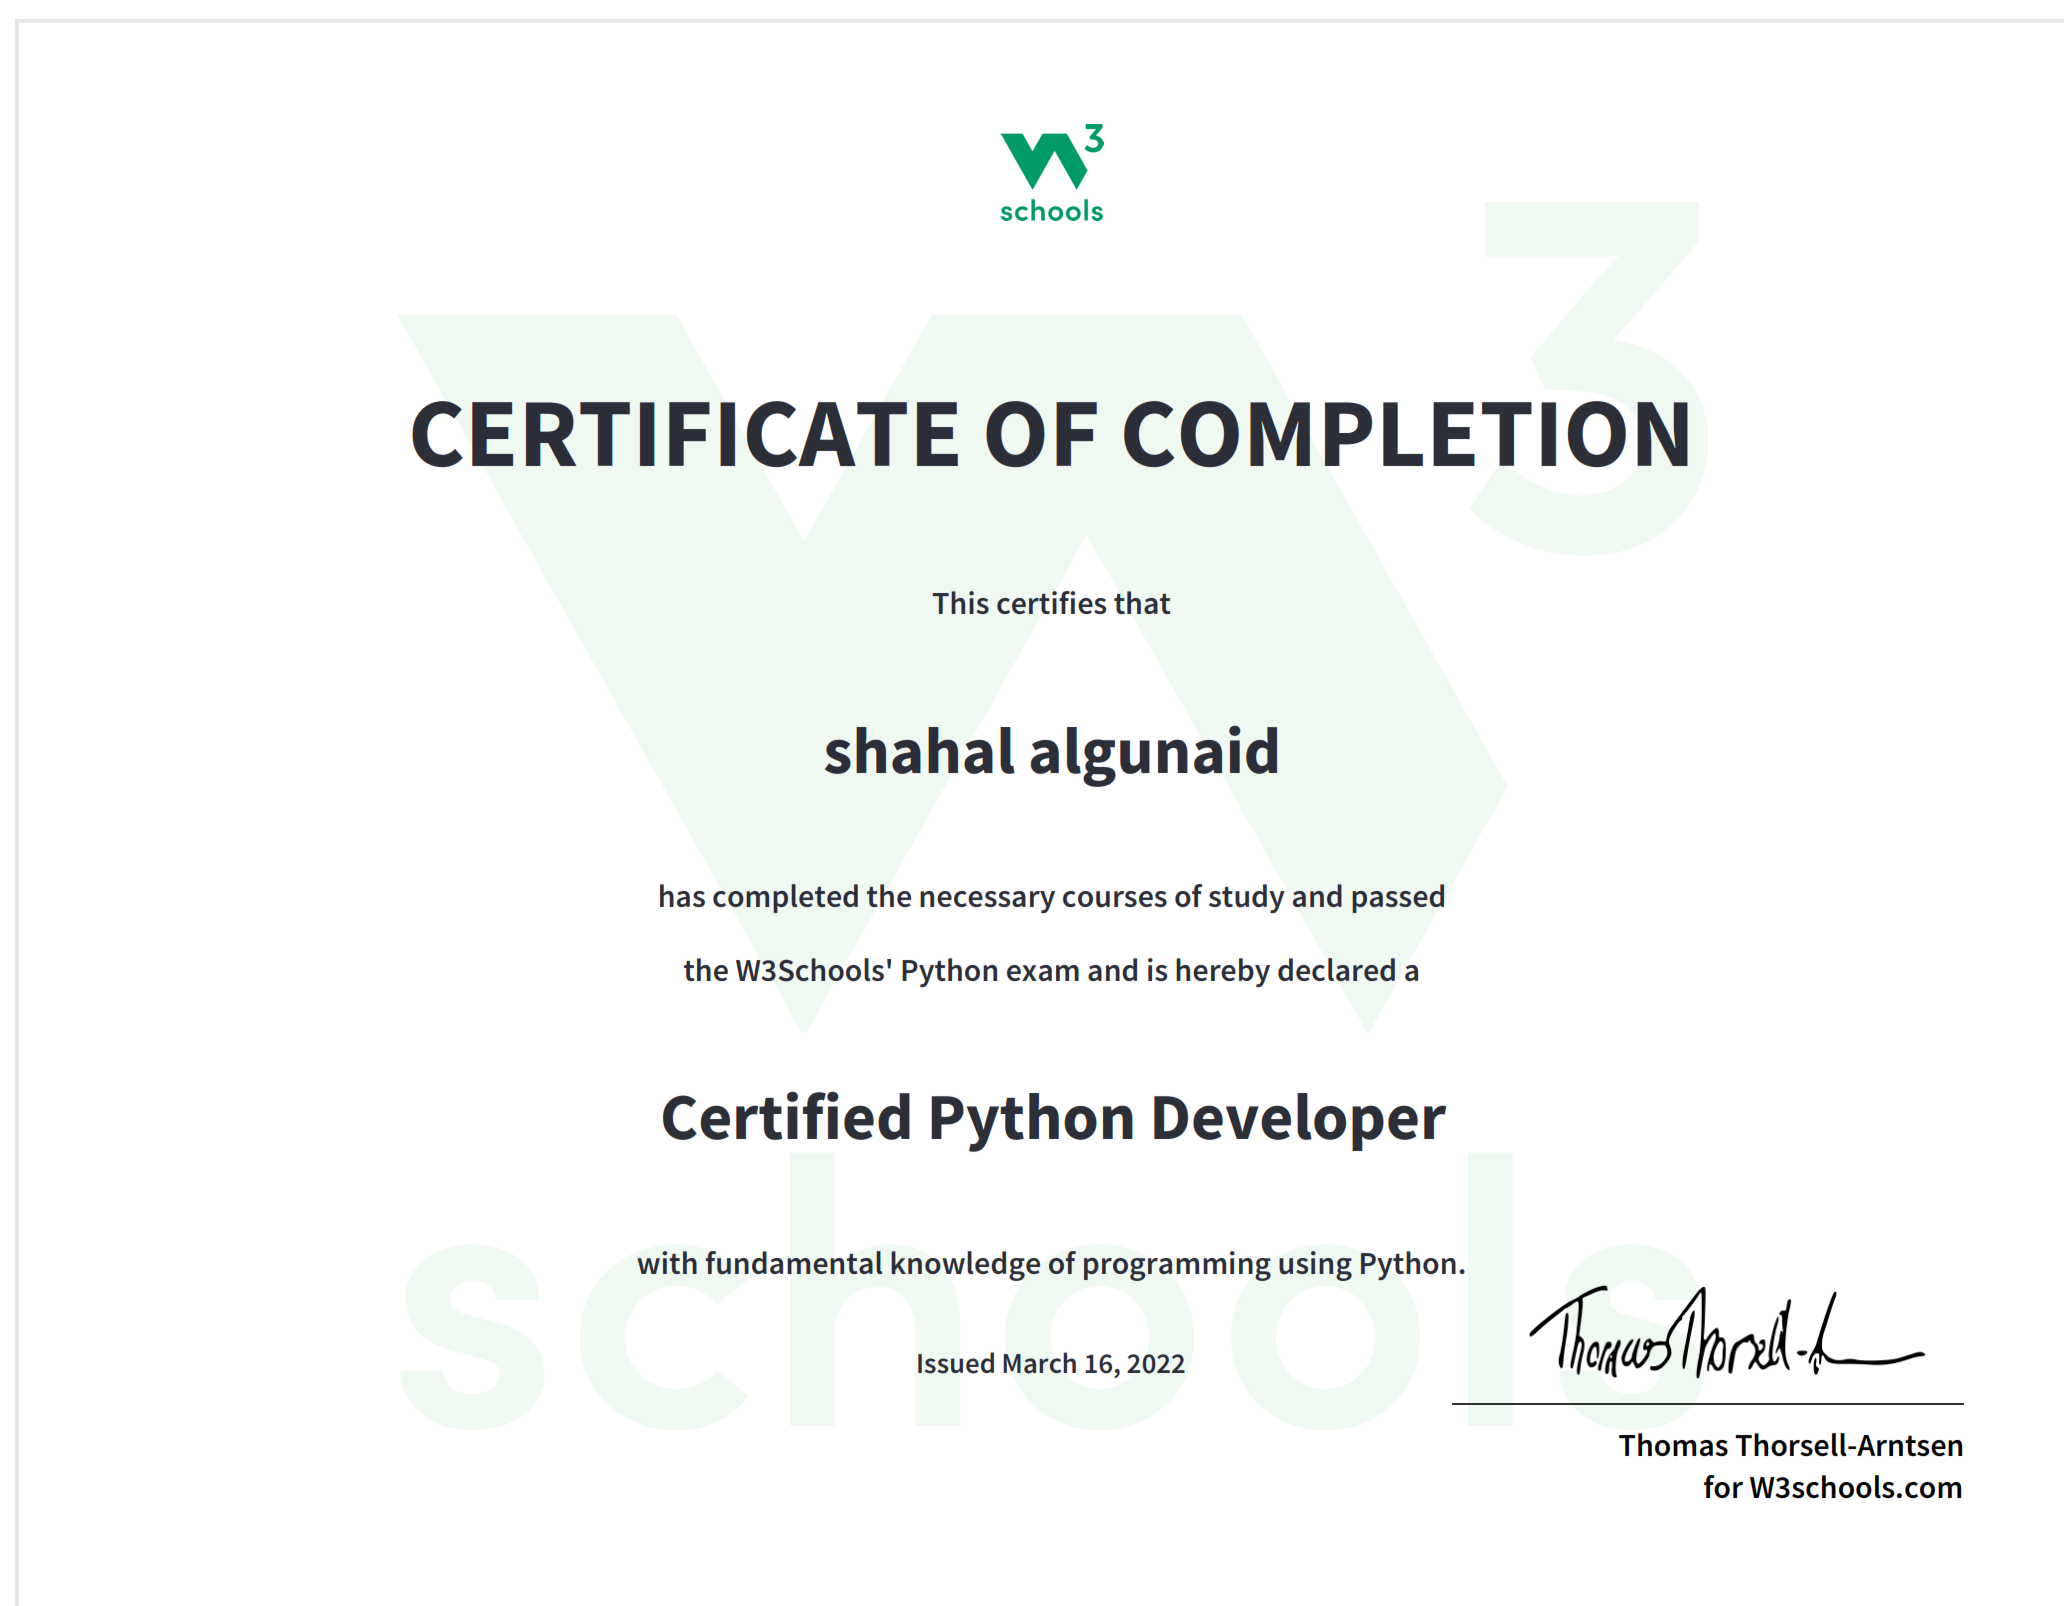 W3
schools
CERTIFICATE OF COMPLETION
This certifies that
shahal algunaid
has completed the necessary courses of study and passed
the W3Schools' Python exam and is hereby declared a
Certified Python Developer
with fundamental knowledge of programming using Python.
Issued March 16, 2022
Thomas Thorsell-A
Thomas Thorsell-Arntsen
for W3schools.com
W3
schools